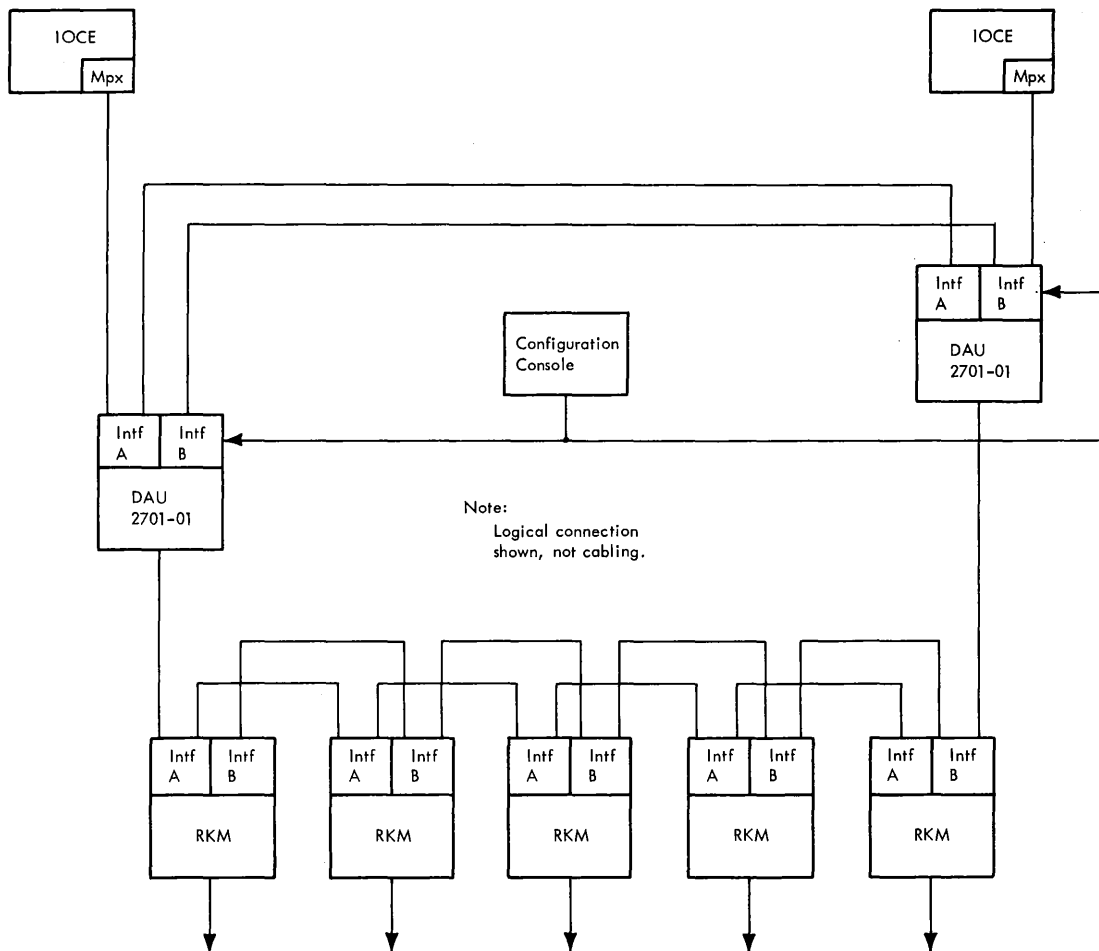 IOCE
Mpx
IOCE
Mpx
Intf
A
Intf
B
DAU
2701-01
Configuration
Console
Intf
A
Intf
B
DAU
2701-01
Note:
Logical connection
shown, not cabling.
Intf
A
Intf
B
RKM
Intf
A
Intf
B
RKM
Intf
A
Intf
B
RKM
Intf
A
Intf
B
RKM
Intf
A
Intf
B
RKM